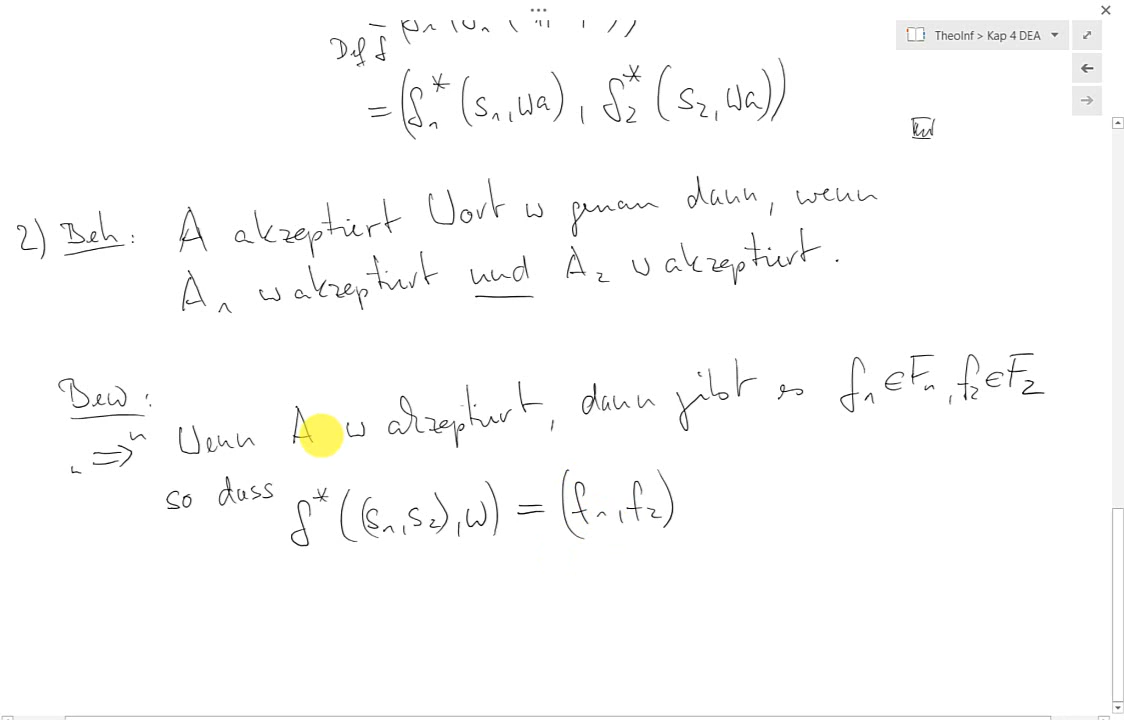 TheoInf > Kap 4 DEA
Def δ̄
= (δ₁*(s₁,wa), δ₂*(s₂,wa))
2) Beh: A akzeptiert Wort w genau dann, wenn
A₁ w akzeptiert und A₂ w akzeptiert.
Bew:
"⇒" Wenn A w akzeptiert, dann gibt es f₁∈F₁, f₂∈F₂
so dass δ*((s₁,s₂),w) = (f₁,f₂)